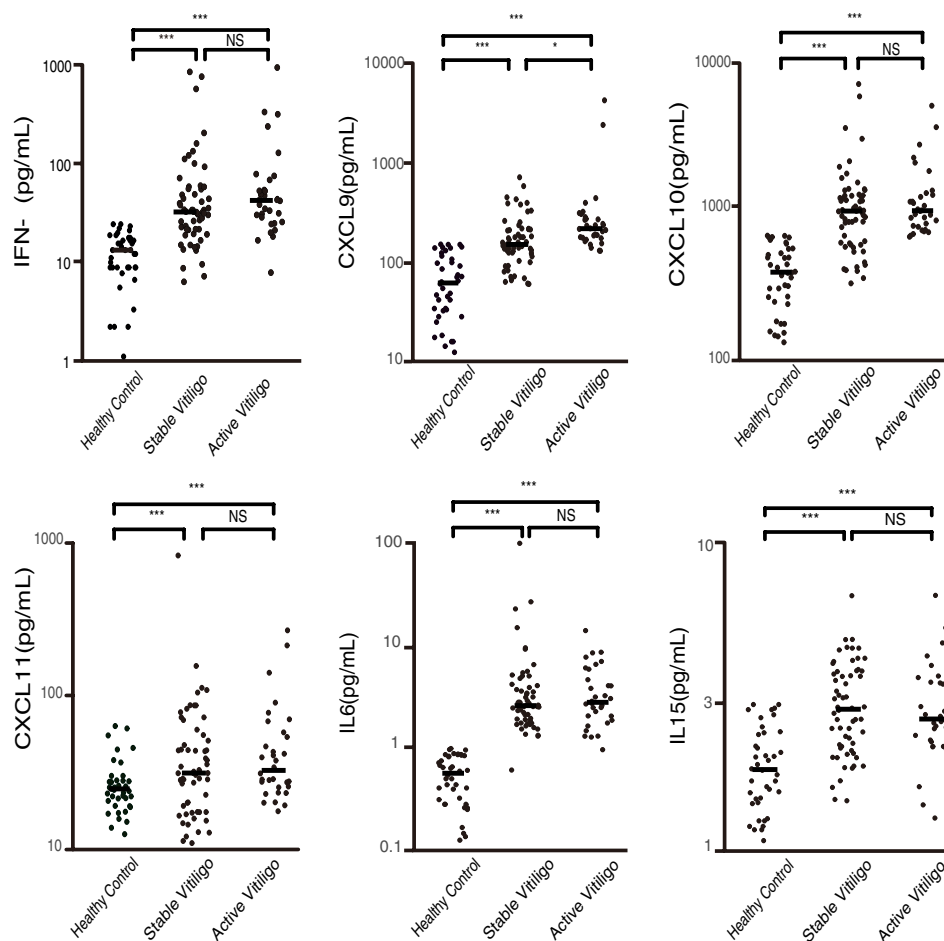 ***
*** NS
1000
100
10
1
IFN- (pg/mL)
Healthy Control
Stable Vitiligo
Active Vitiligo
***
*** *
10000
1000
100
10
CXCL9(pg/mL)
Healthy Control
Stable Vitiligo
Active Vitiligo
***
*** NS
10000
1000
100
CXCL10(pg/mL)
Healthy Control
Stable Vitiligo
Active Vitiligo
***
*** NS
1000
100
10
CXCL11(pg/mL)
Healthy Control
Stable Vitiligo
Active Vitiligo
***
*** NS
100
10
1
0.1
IL6(pg/mL)
Healthy Control
Stable Vitiligo
Active Vitiligo
***
*** NS
10
3
1
IL15(pg/mL)
Healthy Control
Stable Vitiligo
Active Vitiligo